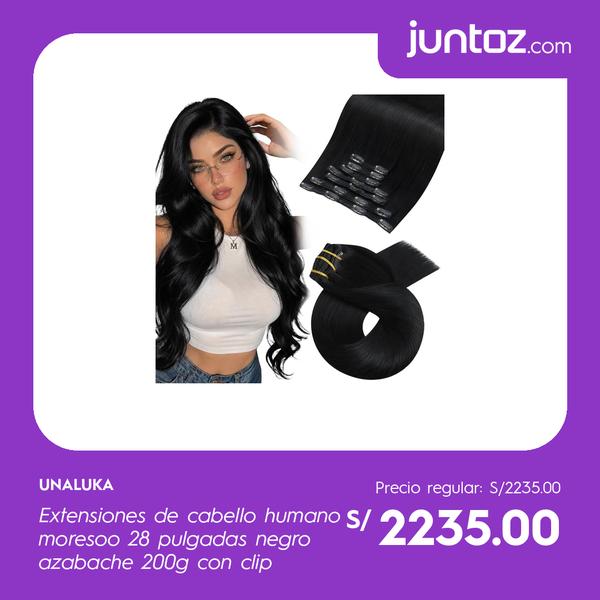 juntoz.com
M
UNALUKA
Extensiones de cabello humano
moresoo 28 pulgadas negro
azabache 200g con clip
Precio regular: S/2235.00
S/ 2235.00